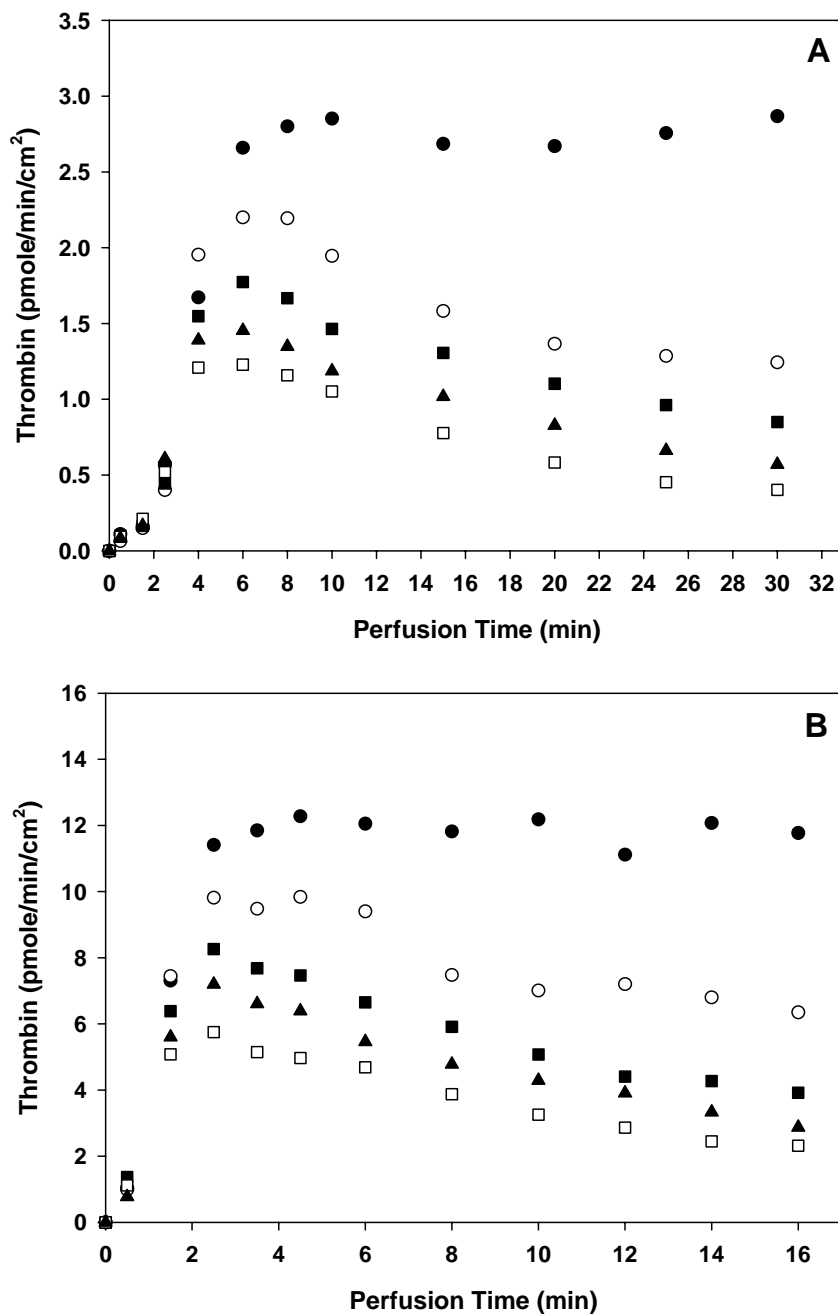 3.5
A
3.0
2.5
2.0
1.5
1.0
0.5
0.0
Thrombin (pmole/min/cm²)
0 2 4 6 8 10 12 14 16 18 20 22 24 26 28 30 32
Perfusion Time (min)
16
B
14
12
10
8
6
4
2
0
Thrombin (pmole/min/cm²)
0 2 4 6 8 10 12 14 16
Perfusion Time (min)